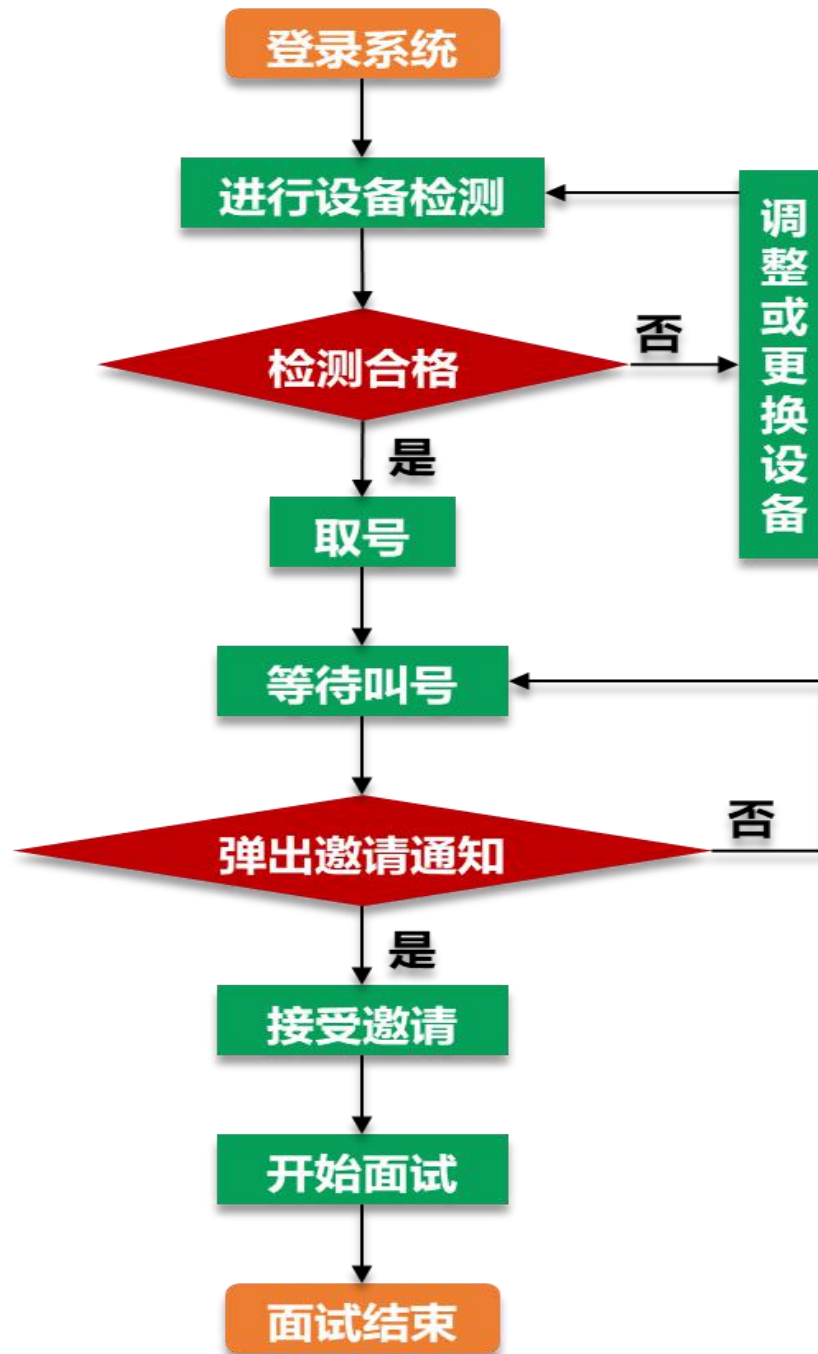 登录系统
进行设备检测
调整或更换设备
检测合格
否
是
取号
等待叫号
弹出邀请通知
否
是
接受邀请
开始面试
面试结束